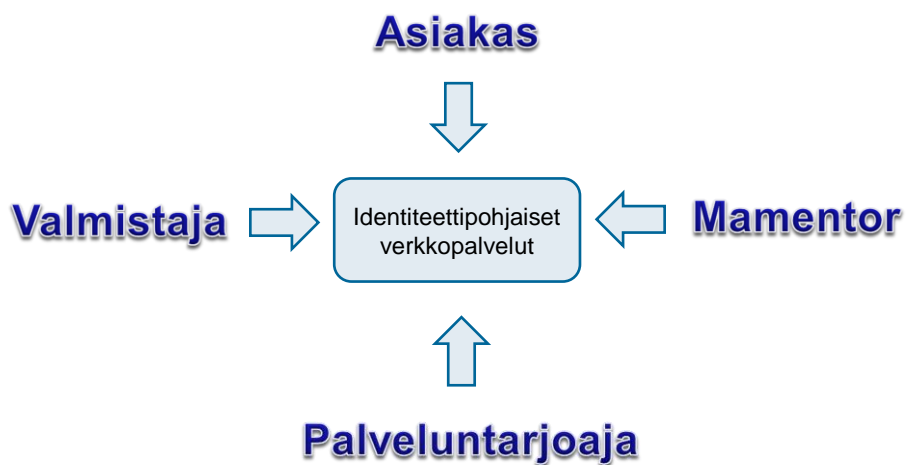 Asiakas
Valmistaja
Identiteettipohjaiset
verkkopalvelut
Mamentor
Palveluntarjoaja